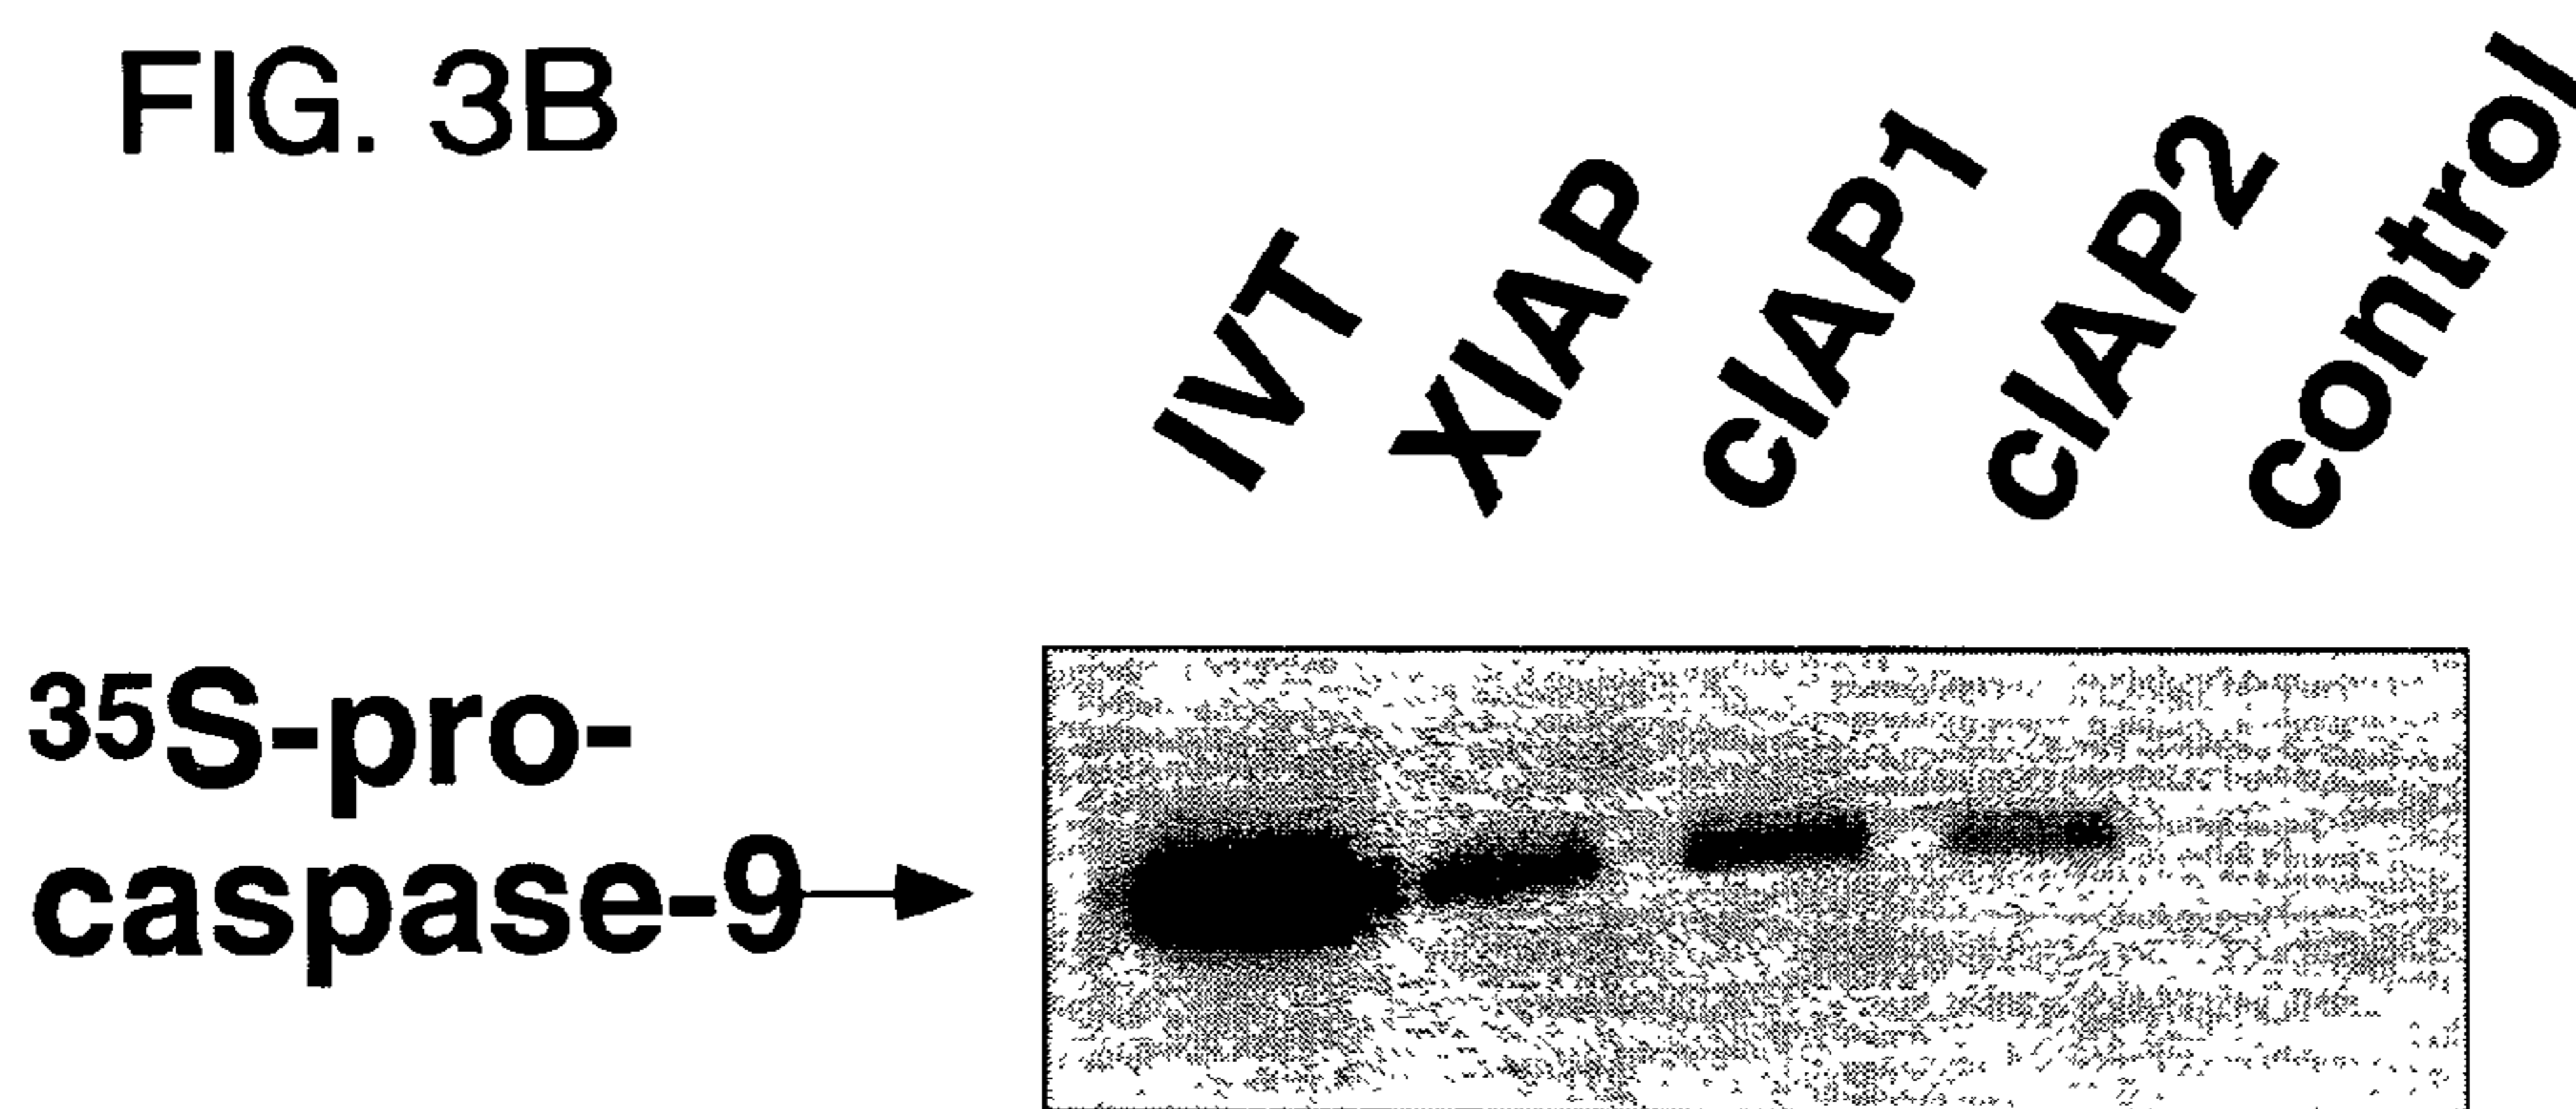 FIG. 3B
IVT XIAP cIAP1 cIAP2 control
³⁵S-pro-
caspase-9